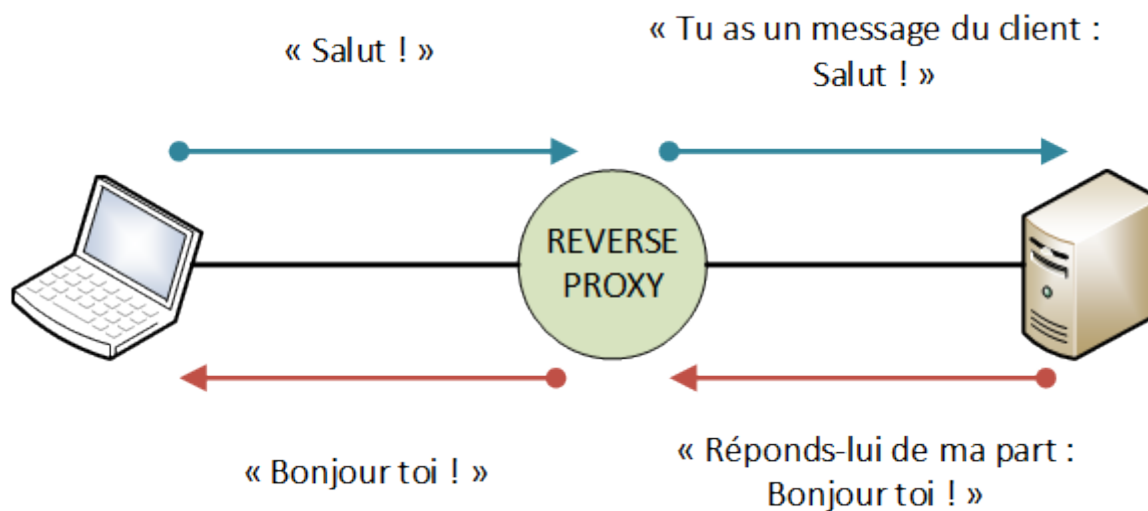 « Salut ! »
« Tu as un message du client :
Salut ! »
REVERSE
PROXY
« Bonjour toi ! »
« Réponds-lui de ma part :
Bonjour toi ! »